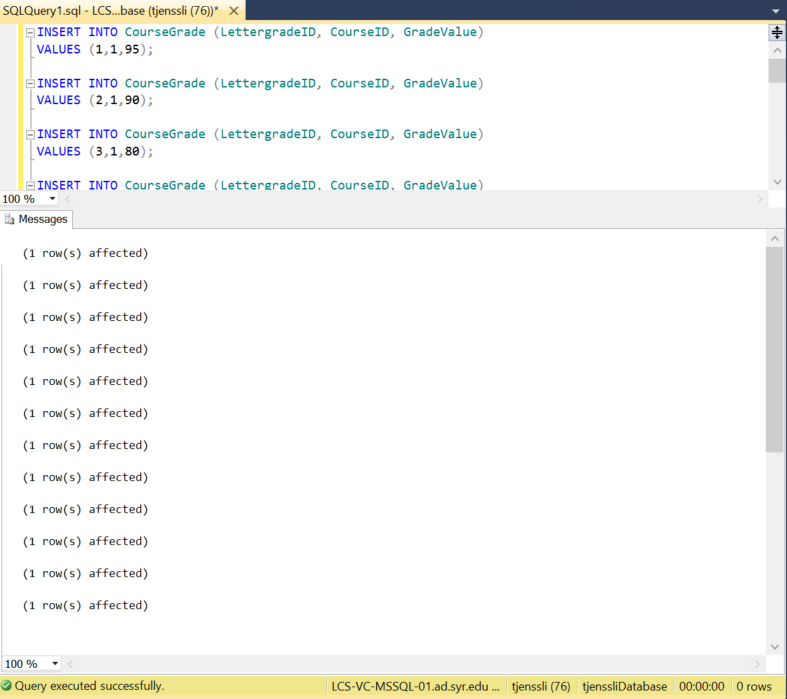 SQLQuery1.sql - LCS...base (tjenssli (76))*
INSERT INTO CourseGrade (LettergradeID, CourseID, GradeValue)
VALUES (1,1,95);
INSERT INTO CourseGrade (LettergradeID, CourseID, GradeValue)
VALUES (2,1,90);
INSERT INTO CourseGrade (LettergradeID, CourseID, GradeValue)
VALUES (3,1,80);
INSERT INTO CourseGrade (LettergradeID, CourseID, GradeValue)
100 %
Messages
(1 row(s) affected)
(1 row(s) affected)
(1 row(s) affected)
(1 row(s) affected)
(1 row(s) affected)
(1 row(s) affected)
(1 row(s) affected)
(1 row(s) affected)
(1 row(s) affected)
(1 row(s) affected)
(1 row(s) affected)
(1 row(s) affected)
100 %
Query executed successfully. LCS-VC-MSSQL-01.ad.syr.edu ... tjenssli (76) tjenssliDatabase 00:00:00 0 rows